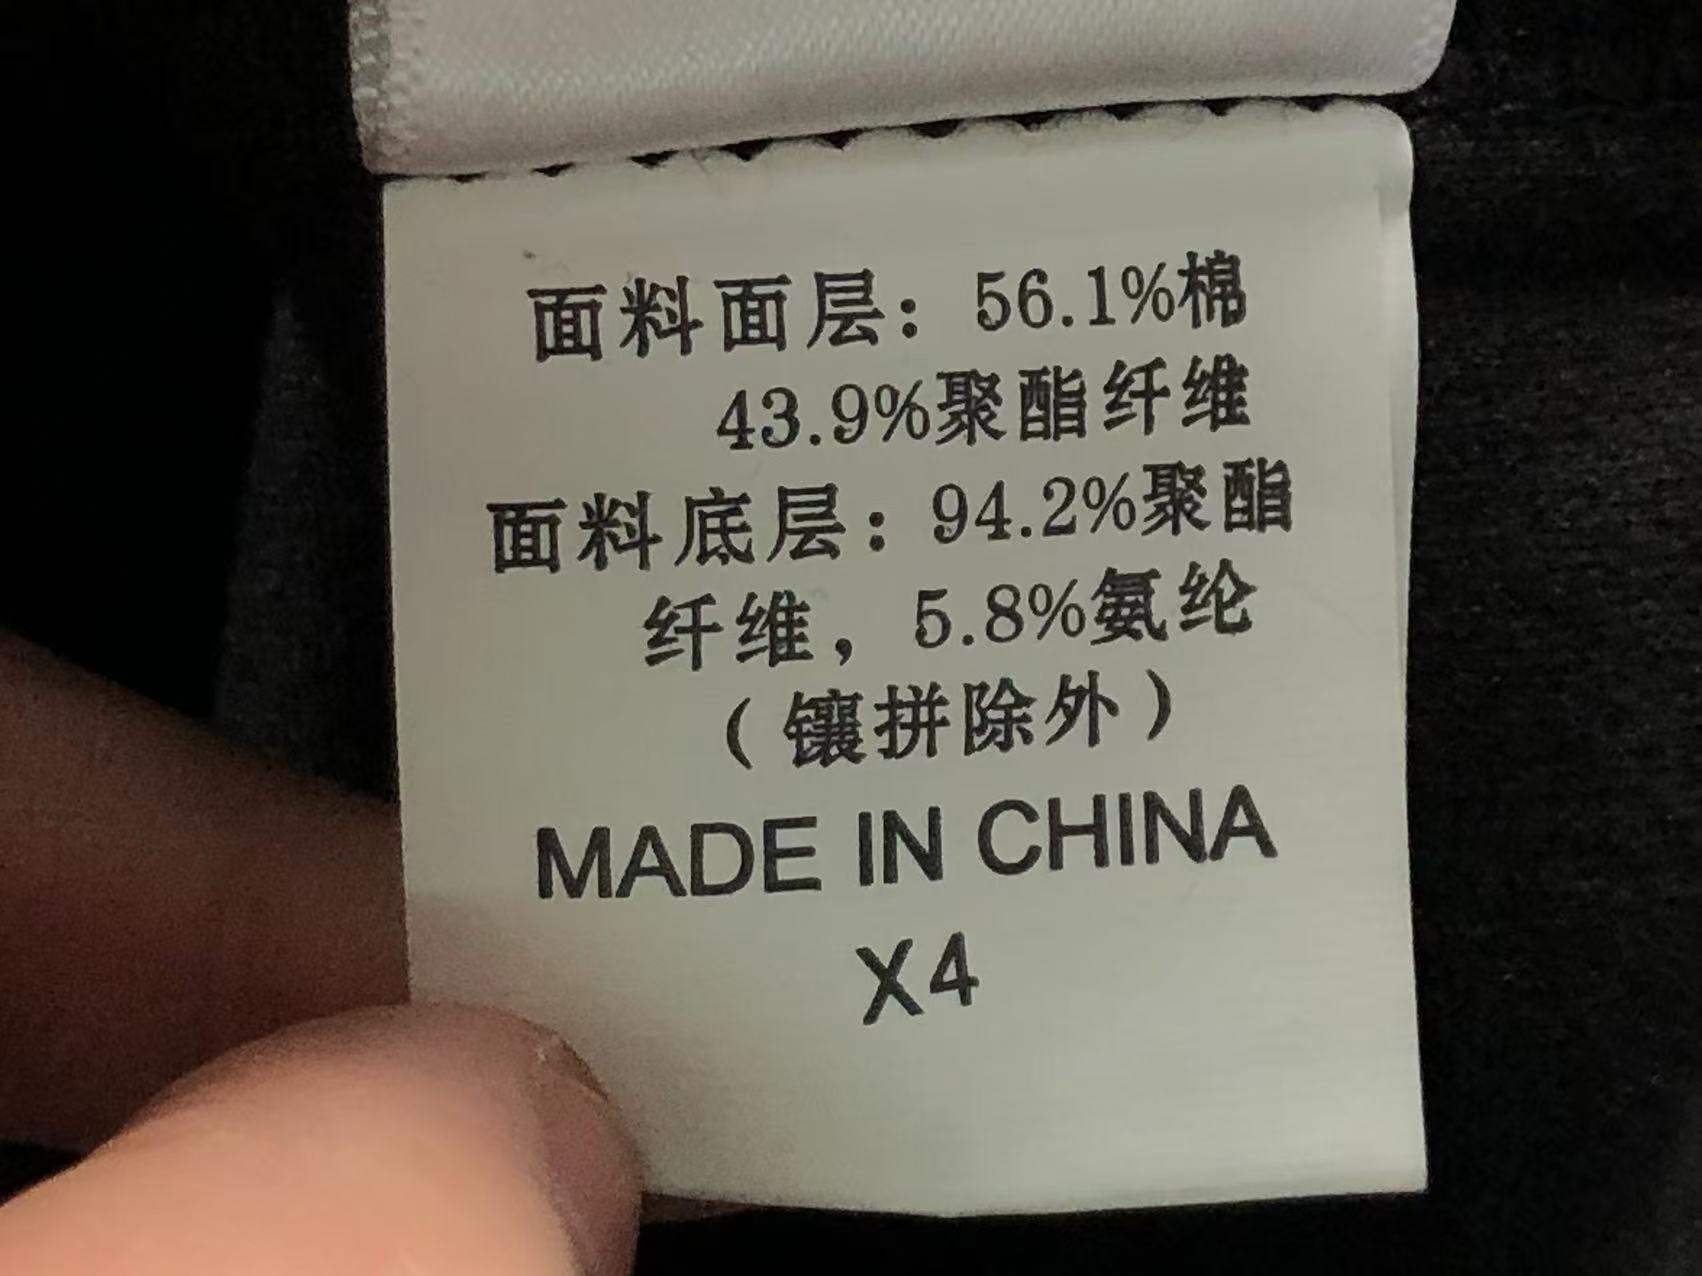 面料面层：56.1%棉
43.9%聚酯纤维
面料底层：94.2%聚酯
纤维，5.8%氨纶
（镶拼除外）
MADE IN CHINA
X4